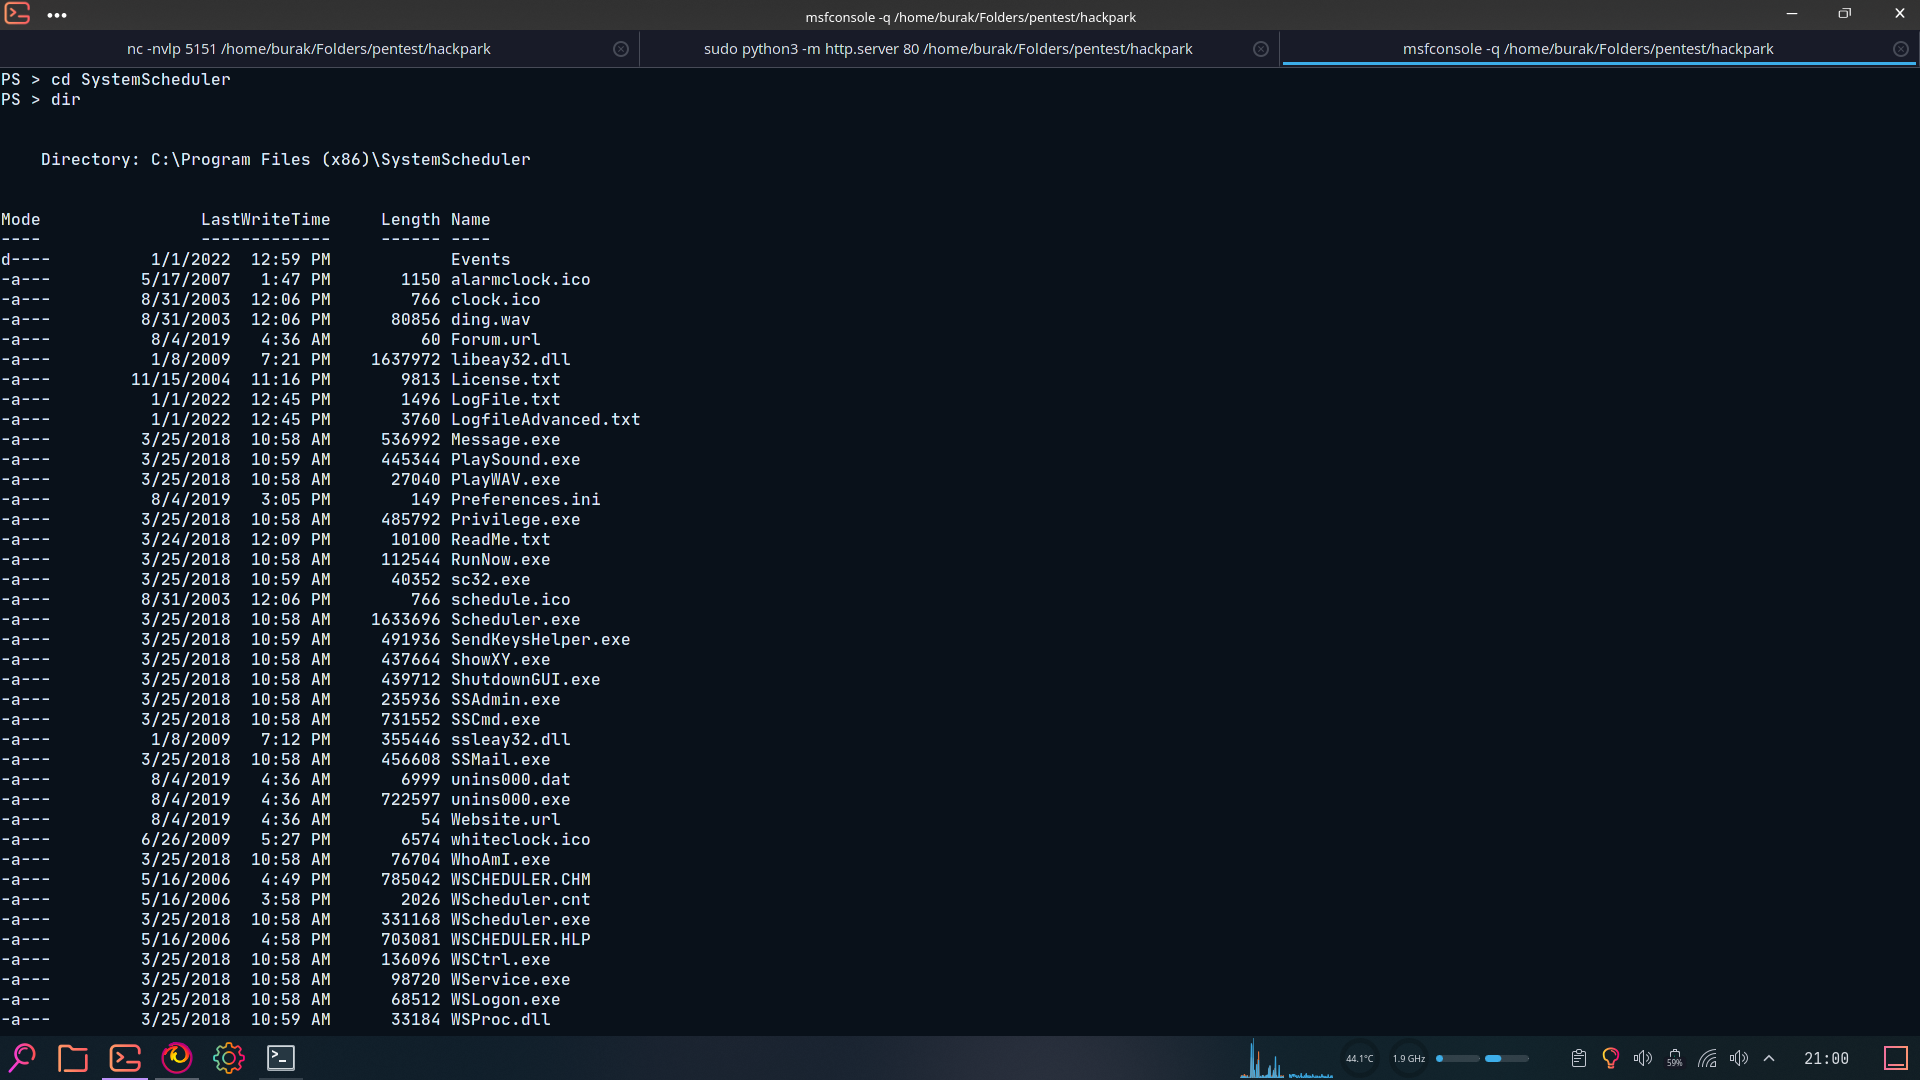 msfconsole -q /home/burak/Folders/pentest/hackpark
nc -nvlp 5151 /home/burak/Folders/pentest/hackpark
sudo python3 -m http.server 80 /home/burak/Folders/pentest/hackpark
msfconsole -q /home/burak/Folders/pentest/hackpark
PS > cd SystemScheduler
PS > dir
Directory: C:\Program Files (x86)\SystemScheduler
Mode LastWriteTime Length Name
---- ------------- ------ ----
d---- 1/1/2022 12:59 PM Events
-a--- 5/17/2007 1:47 PM 1150 alarmclock.ico
-a--- 8/31/2003 12:06 PM 766 clock.ico
-a--- 8/31/2003 12:06 PM 80856 ding.wav
-a--- 8/4/2019 4:36 AM 60 Forum.url
-a--- 1/8/2009 7:21 PM 1637972 libeay32.dll
-a--- 11/15/2004 11:16 PM 9813 License.txt
-a--- 1/1/2022 12:45 PM 1496 LogFile.txt
-a--- 1/1/2022 12:45 PM 3760 LogfileAdvanced.txt
-a--- 3/25/2018 10:58 AM 536992 Message.exe
-a--- 3/25/2018 10:59 AM 445344 PlaySound.exe
-a--- 3/25/2018 10:58 AM 27040 PlayWAV.exe
-a--- 8/4/2019 3:05 PM 149 Preferences.ini
-a--- 3/25/2018 10:58 AM 485792 Privilege.exe
-a--- 3/24/2018 12:09 PM 10100 ReadMe.txt
-a--- 3/25/2018 10:58 AM 112544 RunNow.exe
-a--- 3/25/2018 10:59 AM 40352 sc32.exe
-a--- 8/31/2003 12:06 PM 766 schedule.ico
-a--- 3/25/2018 10:58 AM 1633696 Scheduler.exe
-a--- 3/25/2018 10:59 AM 491936 SendKeysHelper.exe
-a--- 3/25/2018 10:58 AM 437664 ShowXY.exe
-a--- 3/25/2018 10:58 AM 439712 ShutdownGUI.exe
-a--- 3/25/2018 10:58 AM 235936 SSAdmin.exe
-a--- 3/25/2018 10:58 AM 731552 SSCmd.exe
-a--- 1/8/2009 7:12 PM 355446 ssleay32.dll
-a--- 3/25/2018 10:58 AM 456608 SSMail.exe
-a--- 8/4/2019 4:36 AM 6999 unins000.dat
-a--- 8/4/2019 4:36 AM 722597 unins000.exe
-a--- 8/4/2019 4:36 AM 54 Website.url
-a--- 6/26/2009 5:27 PM 6574 whiteclock.ico
-a--- 3/25/2018 10:58 AM 76704 WhoAmI.exe
-a--- 5/16/2006 4:49 PM 785042 WSCHEDULER.CHM
-a--- 5/16/2006 3:58 PM 2026 WScheduler.cnt
-a--- 3/25/2018 10:58 AM 331168 WScheduler.exe
-a--- 5/16/2006 4:58 PM 703081 WSCHEDULER.HLP
-a--- 3/25/2018 10:58 AM 136096 WSCtrl.exe
-a--- 3/25/2018 10:58 AM 98720 WService.exe
-a--- 3/25/2018 10:58 AM 68512 WSLogon.exe
-a--- 3/25/2018 10:59 AM 33184 WSProc.dll
44.1°C 1.9 GHz 59% 21:00